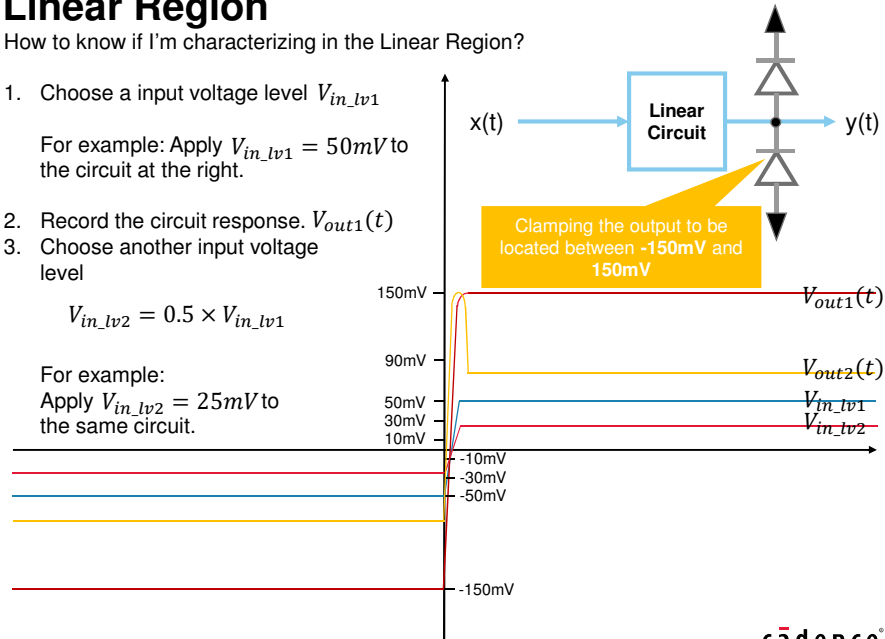 Linear Region
How to know if I'm characterizing in the Linear Region?
1. Choose a input voltage level V_in_lv1
For example: Apply V_in_lv1 = 50mV to
the circuit at the right.
2. Record the circuit response. V_out1(t)
3. Choose another input voltage
level
V_in_lv2 = 0.5 × V_in_lv1
For example:
Apply V_in_lv2 = 25mV to
the same circuit.
x(t)
Linear
Circuit
y(t)
Clamping the output to be
located between -150mV and
150mV
150mV
V_out1(t)
90mV
V_out2(t)
50mV
V_in_lv1
30mV
V_in_lv2
10mV
-10mV
-30mV
-50mV
-150mV
cādence®